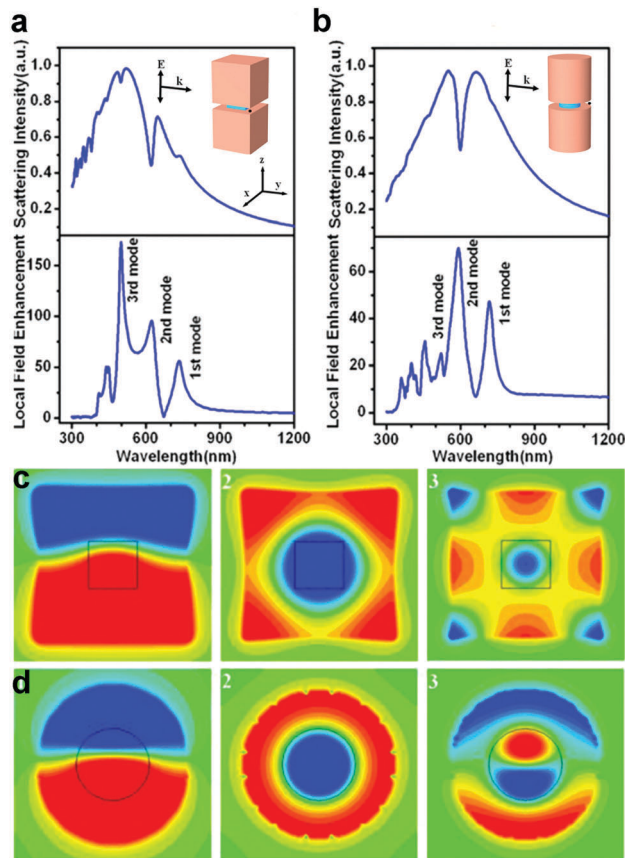 a
Scattering Intensity(a.u.)
1.0
0.8
0.6
0.4
0.2
E
k
z
x
y
Local Field Enhancement
150
100
50
0
3rd mode
2nd mode
1st mode
300
600
900
1200
Wavelength(nm)
b
Scattering Intensity(a.u.)
1.0
0.8
0.6
0.4
0.2
E
k
Local Field Enhancement
60
40
20
0
3rd mode
2nd mode
1st mode
300
600
900
1200
Wavelength(nm)
c
2
3
d
2
3